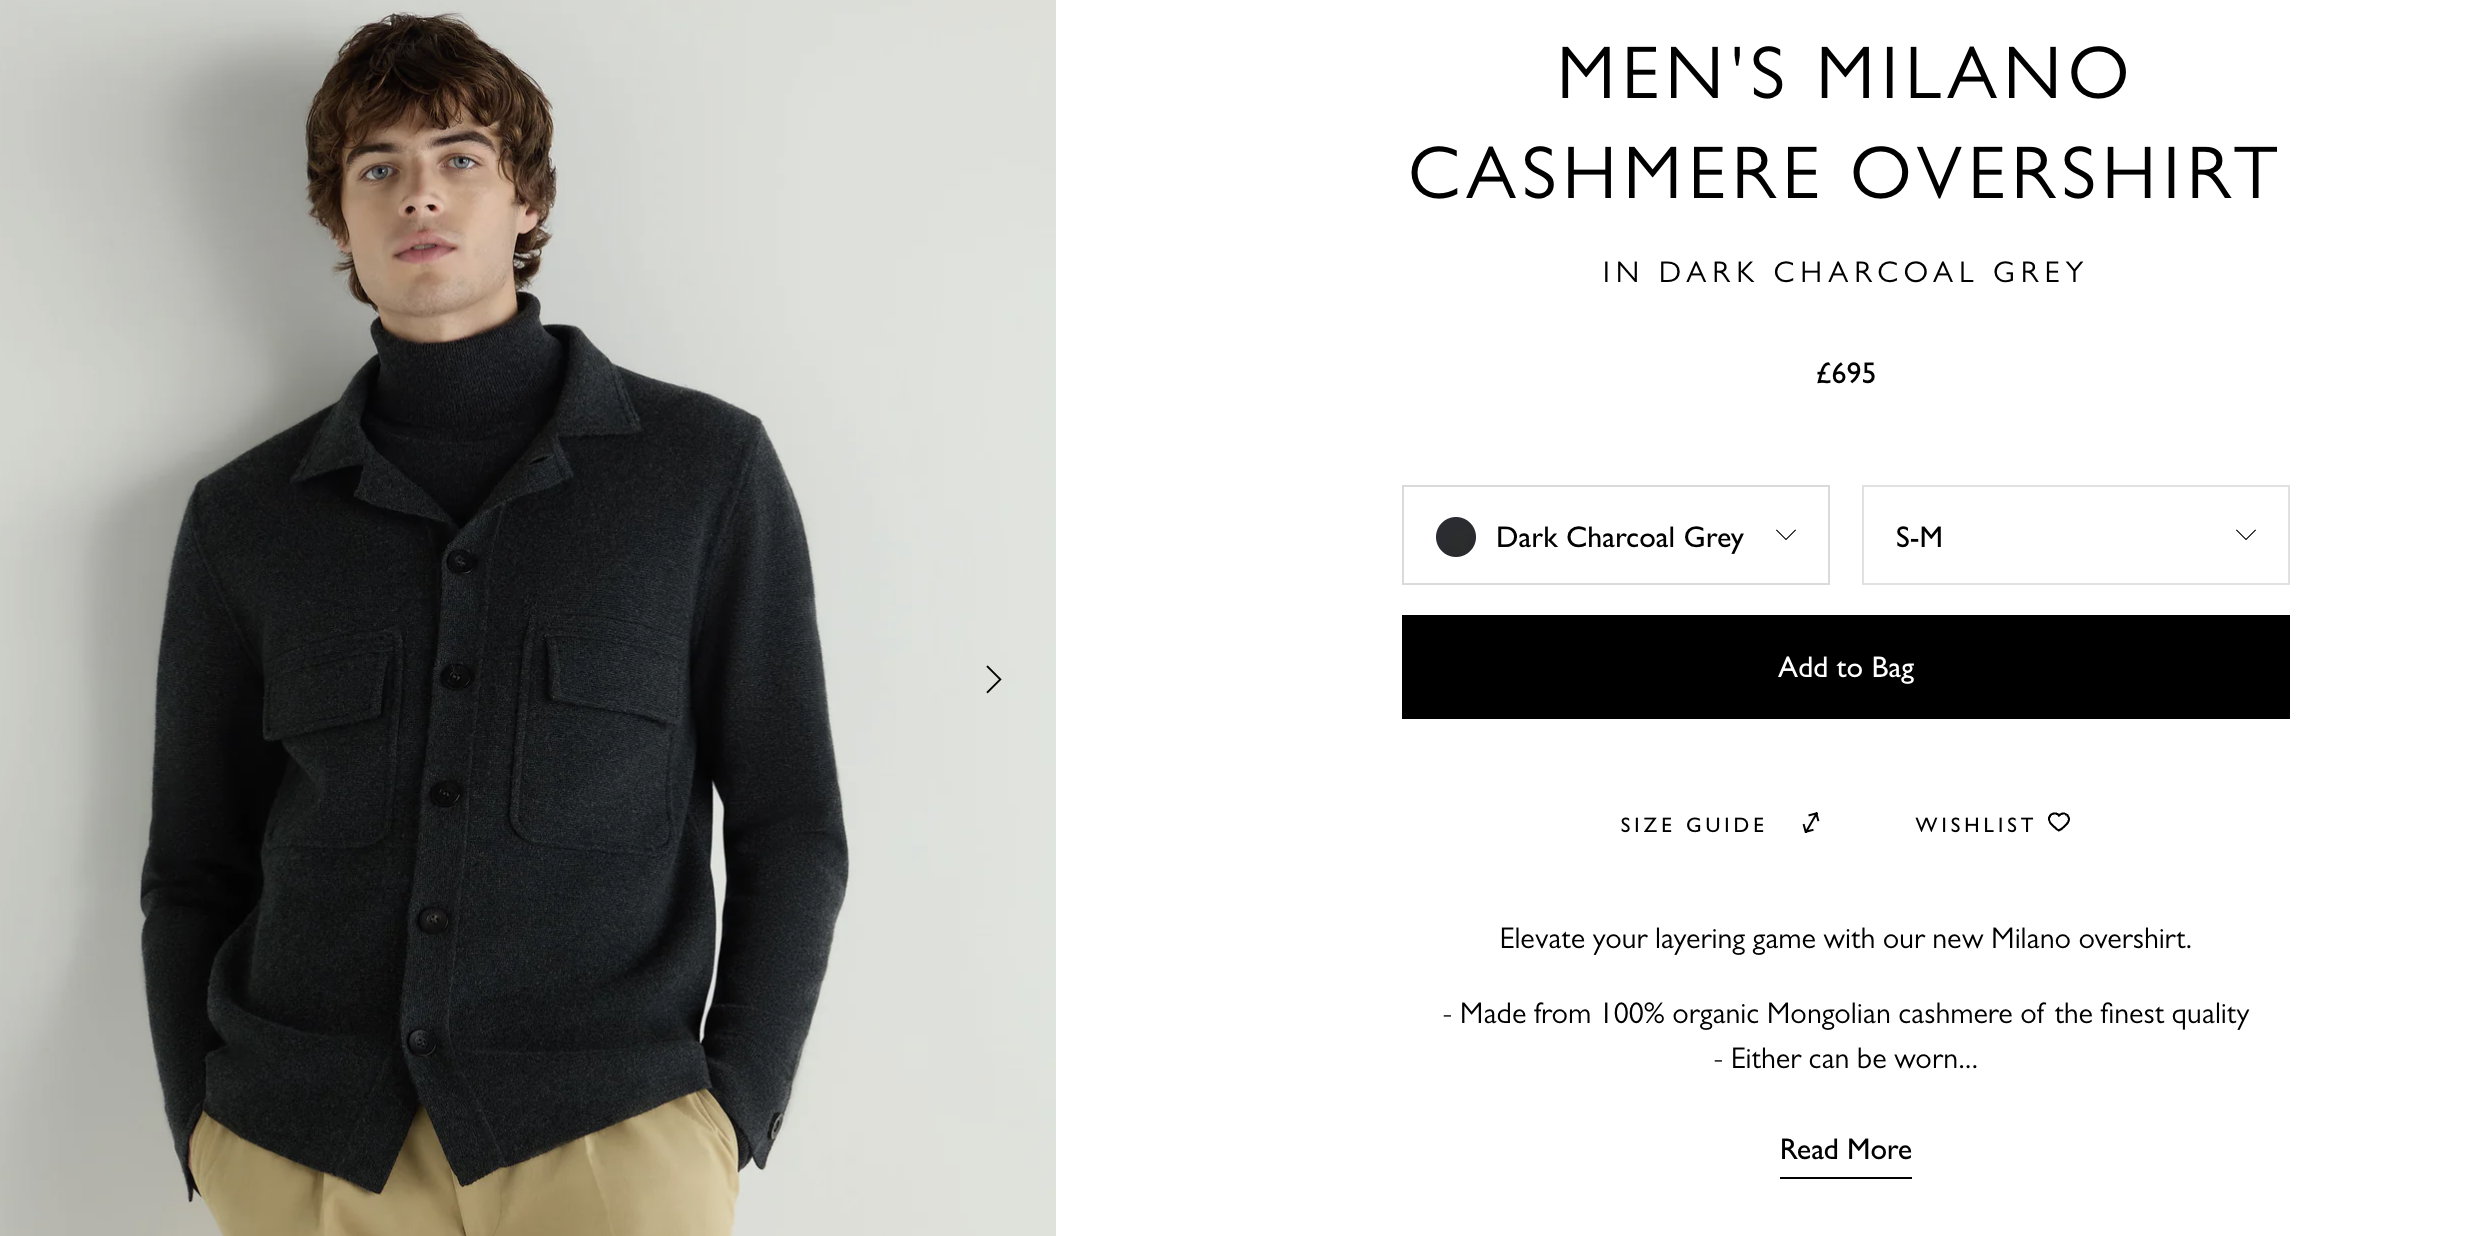 MEN'S MILANO
CASHMERE OVERSHIRT
IN DARK CHARCOAL GREY
£695
Dark Charcoal Grey
S-M
Add to Bag
SIZE GUIDE
WISHLIST
Elevate your layering game with our new Milano overshirt.
- Made from 100% organic Mongolian cashmere of the finest quality
- Either can be worn...
Read More